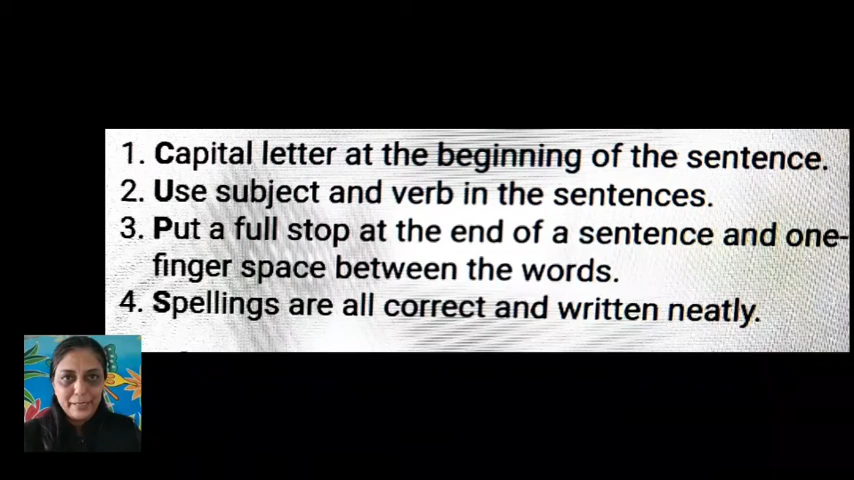 1. Capital letter at the beginning of the sentence.
2. Use subject and verb in the sentences.
3. Put a full stop at the end of a sentence and one-
finger space between the words.
4. Spellings are all correct and written neatly.